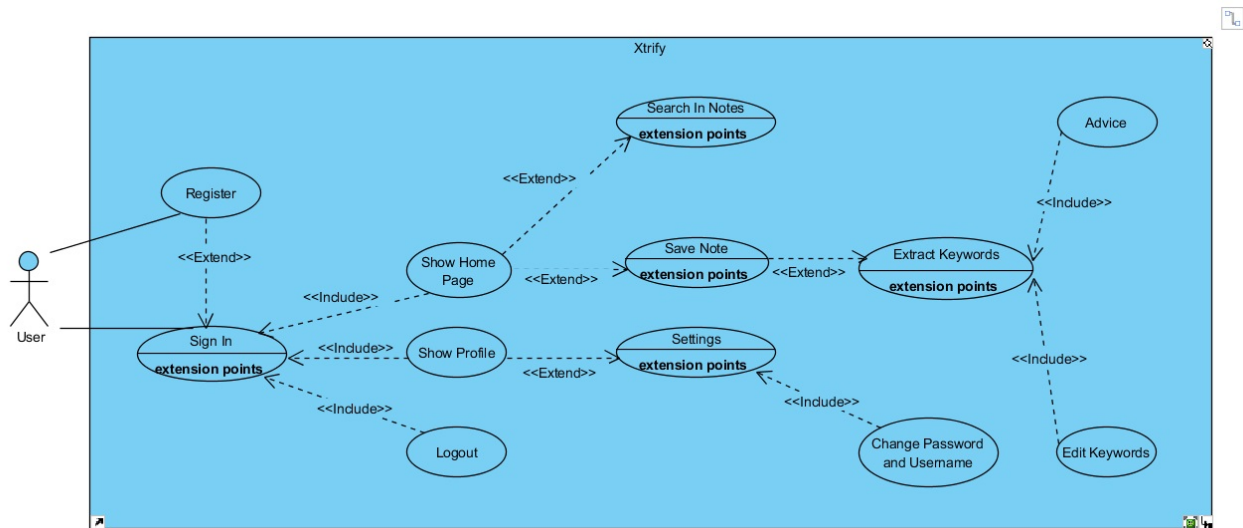 Xtrify
Search In Notes
extension points
Advice
<<Extend>>
Register
<<Include>>
<<Extend>>
Show Home
Page
Save Note
extension points
<<Extend>>
<<Extend>>
Extract Keywords
extension points
User
<<Include>>
Sign In
extension points
<<Include>>
Show Profile
<<Extend>>
Settings
extension points
<<Include>>
<<Include>>
<<Include>>
Logout
Change Password
and Username
Edit Keywords